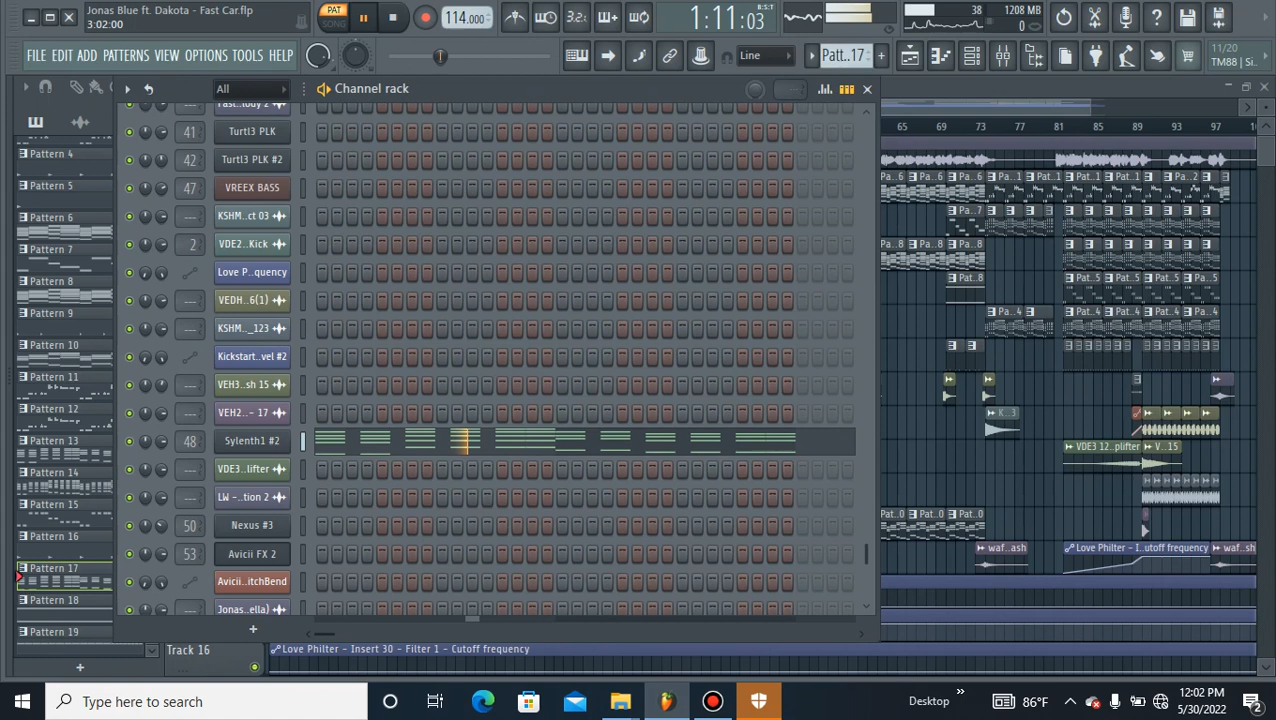 Jonas Blue ft. Dakota - Fast Car.flp
3:02:00
PAT
SONG
114.000
3.2.
1:11:03
B:S:T
38
1208 MB
0
FILE EDIT ADD PATTERNS VIEW OPTIONS TOOLS HELP
Line
Patt..17
11/20
TM88 | Si..
All
Channel rack
41 Turtl3 PLK
42 Turtl3 PLK #2
47 VREEX BASS
--- KSHM...ct 03
2 VDE2...Kick
Love P...quency
--- VEDH...6(1)
--- KSHM..._123
Kickstart..vel #2
--- VEH3...sh 15
--- VEH2...- 17
48 Sylenth1 #2
--- VDE3...lifter
--- LW -...tion 2
50 Nexus #3
53 Avicii FX 2
Avicii...itchBend
Jonas...ella)
Pattern 4
Pattern 5
Pattern 6
Pattern 7
Pattern 8
Pattern 9
Pattern 10
Pattern 11
Pattern 12
Pattern 13
Pattern 14
Pattern 15
Pattern 16
Pattern 17
Pattern 18
Pattern 19
65 69 73 77 81 85 89 93 97
Pa..6 Pa..6 Pa..6 Pat..1 Pat..1 Pat..1 Pat..1 Pa..2
Pa..7
Pa..8 Pa..8 Pa..8
Pat..8 Pat..5 Pat..5 Pat..5 Pat..5
Pat..4 Pat..4 Pat..4 Pat..4 Pat..4
K...3
VDE3 12...plifter V...15
Pat..0 Pat..0 Pat..0
waf...ash Love Philter - I...utoff frequency waf...sh
Track 16
Love Philter - Insert 30 - Filter 1 - Cutoff frequency
Type here to search
Desktop
86°F
12:02 PM
5/30/2022
2